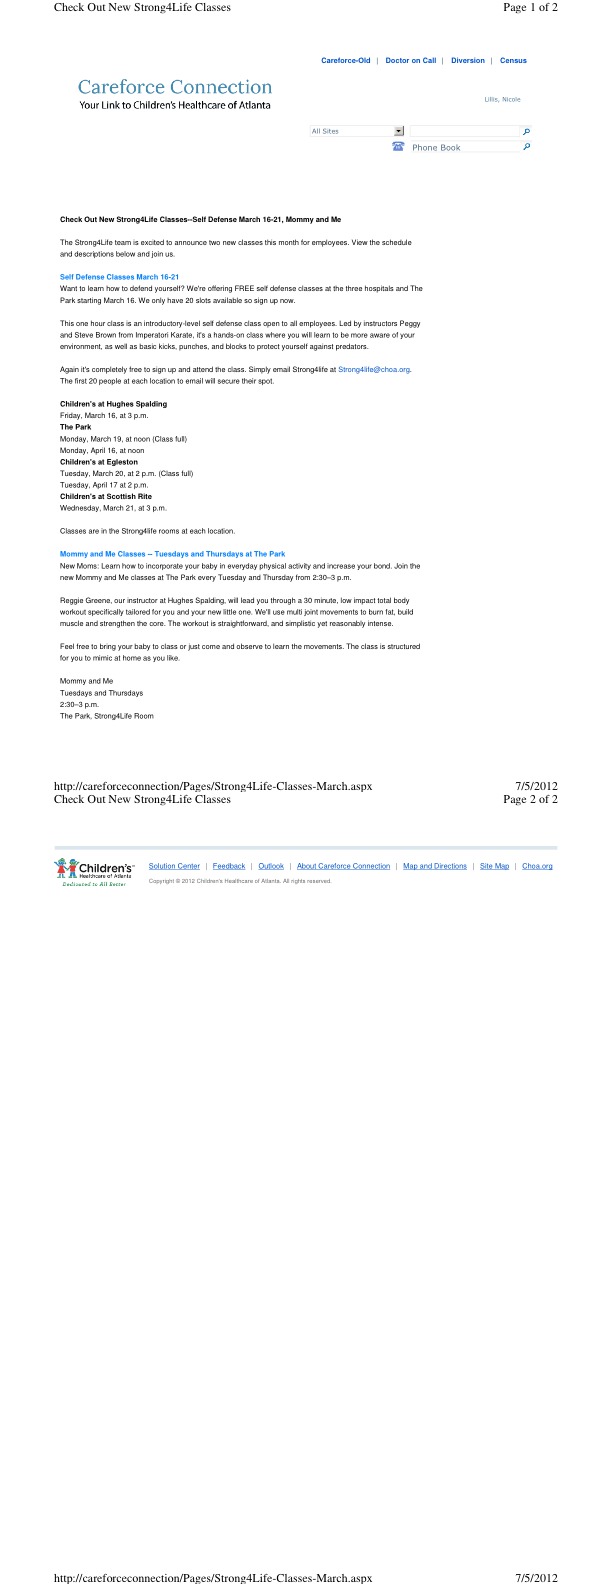 Check Out New Strong4Life Classes Page 1 of 2
Careforce-Old | Doctor on Call | Diversion | Census
Careforce Connection
Your Link to Children's Healthcare of Atlanta
Lillis, Nicole
All Sites
Phone Book
Check Out New Strong4Life Classes--Self Defense March 16-21, Mommy and Me
The Strong4Life team is excited to announce two new classes this month for employees. View the schedule
and descriptions below and join us.
Self Defense Classes March 16-21
Want to learn how to defend yourself? We're offering FREE self defense classes at the three hospitals and The
Park starting March 16. We only have 20 slots available so sign up now.
This one hour class is an introductory-level self defense class open to all employees. Led by instructors Peggy
and Steve Brown from Imperatori Karate, it's a hands-on class where you will learn to be more aware of your
environment, as well as basic kicks, punches, and blocks to protect yourself against predators.
Again it's completely free to sign up and attend the class. Simply email Strong4life at Strong4life@choa.org.
The first 20 people at each location to email will secure their spot.
Children's at Hughes Spalding
Friday, March 16, at 3 p.m.
The Park
Monday, March 19, at noon (Class full)
Monday, April 16, at noon
Children's at Egleston
Tuesday, March 20, at 2 p.m. (Class full)
Tuesday, April 17 at 2 p.m.
Children's at Scottish Rite
Wednesday, March 21, at 3 p.m.
Classes are in the Strong4life rooms at each location.
Mommy and Me Classes -- Tuesdays and Thursdays at The Park
New Moms: Learn how to incorporate your baby in everyday physical activity and increase your bond. Join the
new Mommy and Me classes at The Park every Tuesday and Thursday from 2:30–3 p.m.
Reggie Greene, our instructor at Hughes Spalding, will lead you through a 30 minute, low impact total body
workout specifically tailored for you and your new little one. We'll use multi joint movements to burn fat, build
muscle and strengthen the core. The workout is straightforward, and simplistic yet reasonably intense.
Feel free to bring your baby to class or just come and observe to learn the movements. The class is structured
for you to mimic at home as you like.
Mommy and Me
Tuesdays and Thursdays
2:30–3 p.m.
The Park, Strong4Life Room
http://careforceconnection/Pages/Strong4Life-Classes-March.aspx 7/5/2012
Check Out New Strong4Life Classes Page 2 of 2
Children's™
Healthcare of Atlanta
Dedicated to All Better
Solution Center | Feedback | Outlook | About Careforce Connection | Map and Directions | Site Map | Choa.org
Copyright © 2012 Children's Healthcare of Atlanta. All rights reserved.
http://careforceconnection/Pages/Strong4Life-Classes-March.aspx 7/5/2012